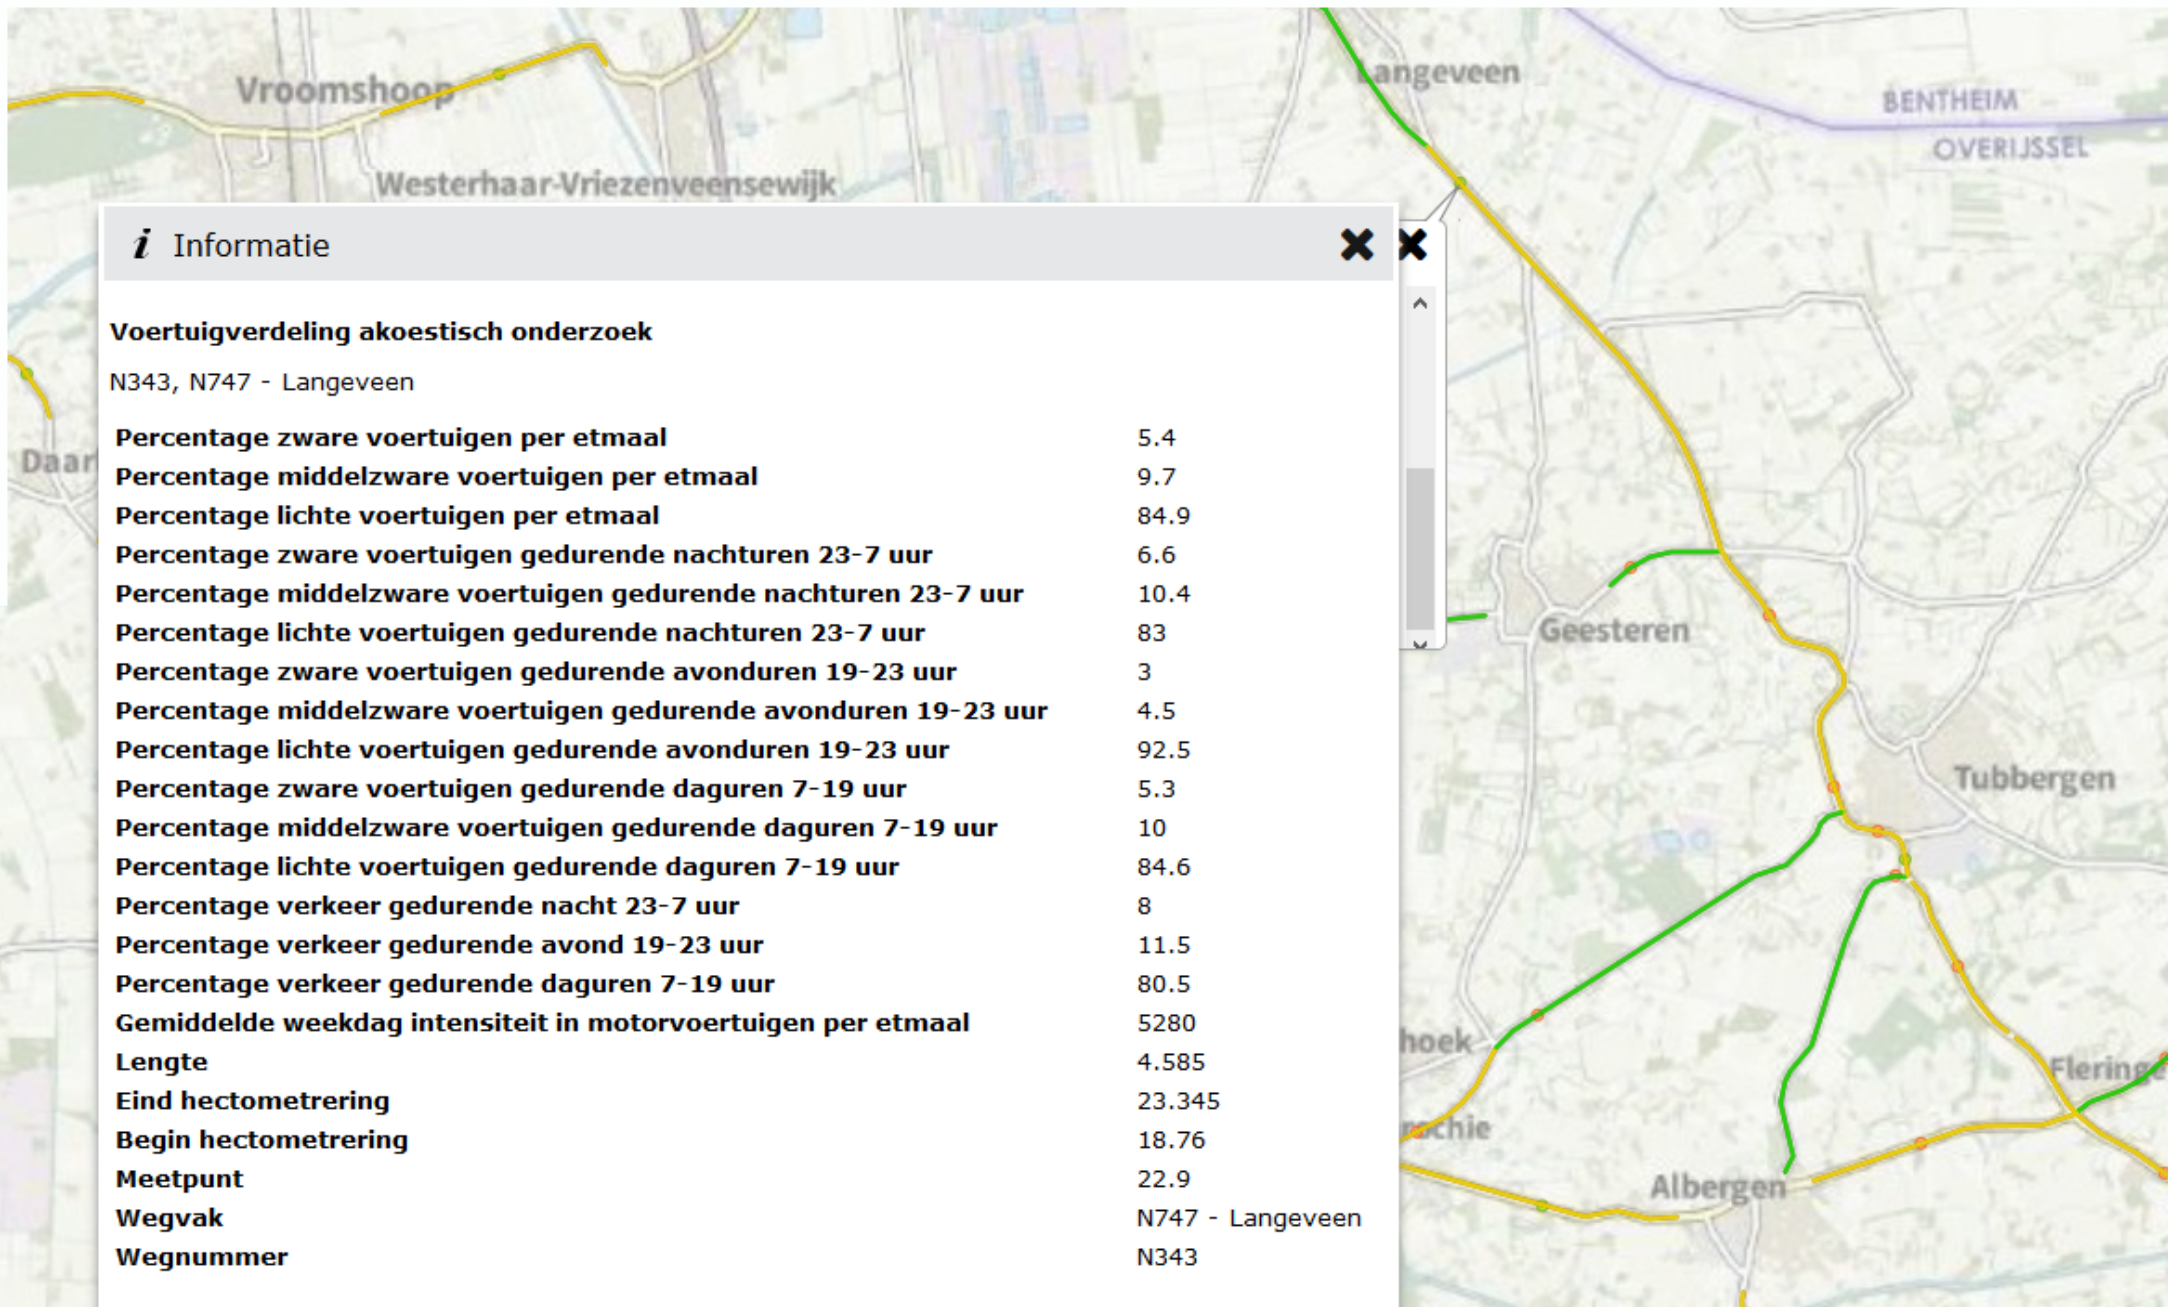 Vroomshoop
Langeveen
BENTHEIM
OVERIJSSEL
Westerhaar-Vriezenveensewijk
i Informatie
Voertuigverdeling akoestisch onderzoek
N343, N747 - Langeveen
Percentage zware voertuigen per etmaal 5.4
Percentage middelzware voertuigen per etmaal 9.7
Percentage lichte voertuigen per etmaal 84.9
Percentage zware voertuigen gedurende nachturen 23-7 uur 6.6
Percentage middelzware voertuigen gedurende nachturen 23-7 uur 10.4
Percentage lichte voertuigen gedurende nachturen 23-7 uur 83
Percentage zware voertuigen gedurende avonduren 19-23 uur 3
Percentage middelzware voertuigen gedurende avonduren 19-23 uur 4.5
Percentage lichte voertuigen gedurende avonduren 19-23 uur 92.5
Percentage zware voertuigen gedurende daguren 7-19 uur 5.3
Percentage middelzware voertuigen gedurende daguren 7-19 uur 10
Percentage lichte voertuigen gedurende daguren 7-19 uur 84.6
Percentage verkeer gedurende nacht 23-7 uur 8
Percentage verkeer gedurende avond 19-23 uur 11.5
Percentage verkeer gedurende daguren 7-19 uur 80.5
Gemiddelde weekdag intensiteit in motorvoertuigen per etmaal 5280
Lengte 4.585
Eind hectometrering 23.345
Begin hectometrering 18.76
Meetpunt 22.9
Wegvak N747 - Langeveen
Wegnummer N343
Daar
Geesteren
Tubbergen
hoek
Fleringe
Albergen